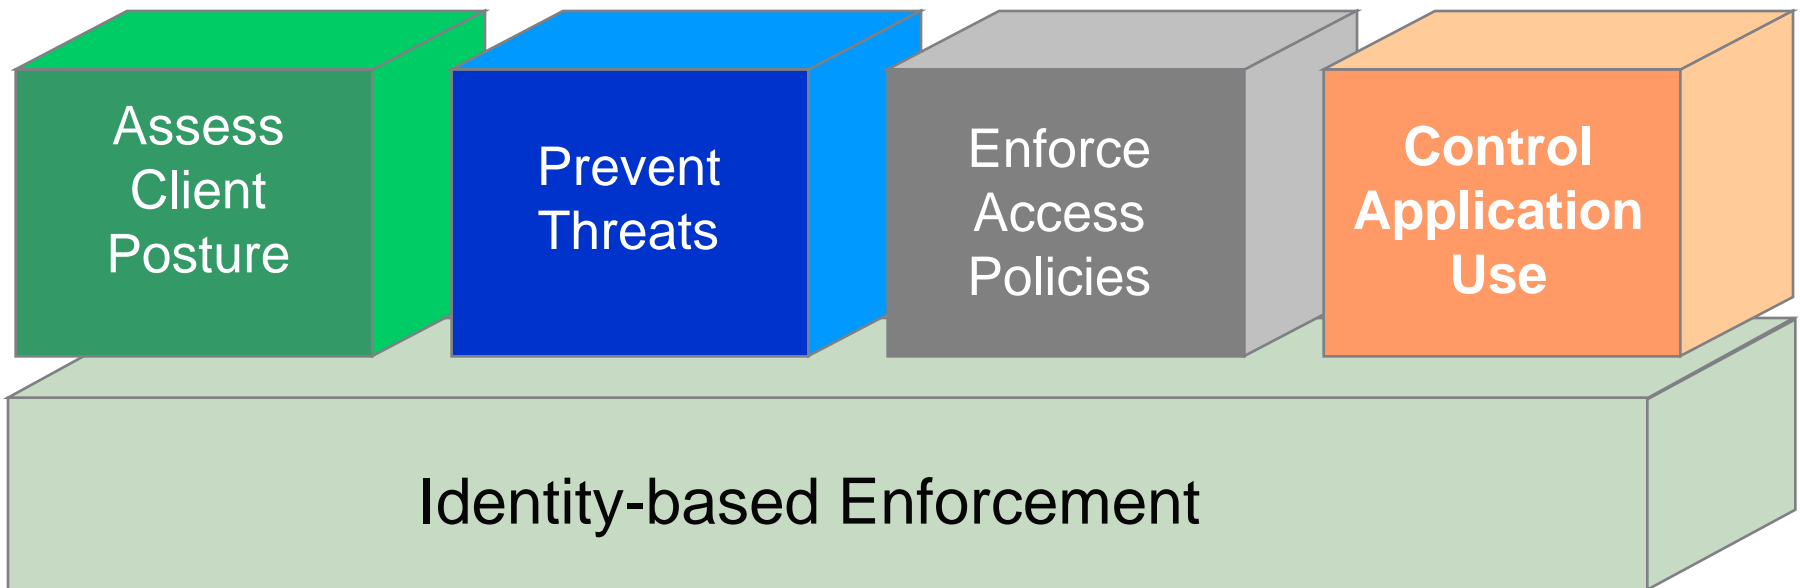 Assess
Client
Posture
Prevent
Threats
Enforce
Access
Policies
Control
Application
Use
Identity-based Enforcement